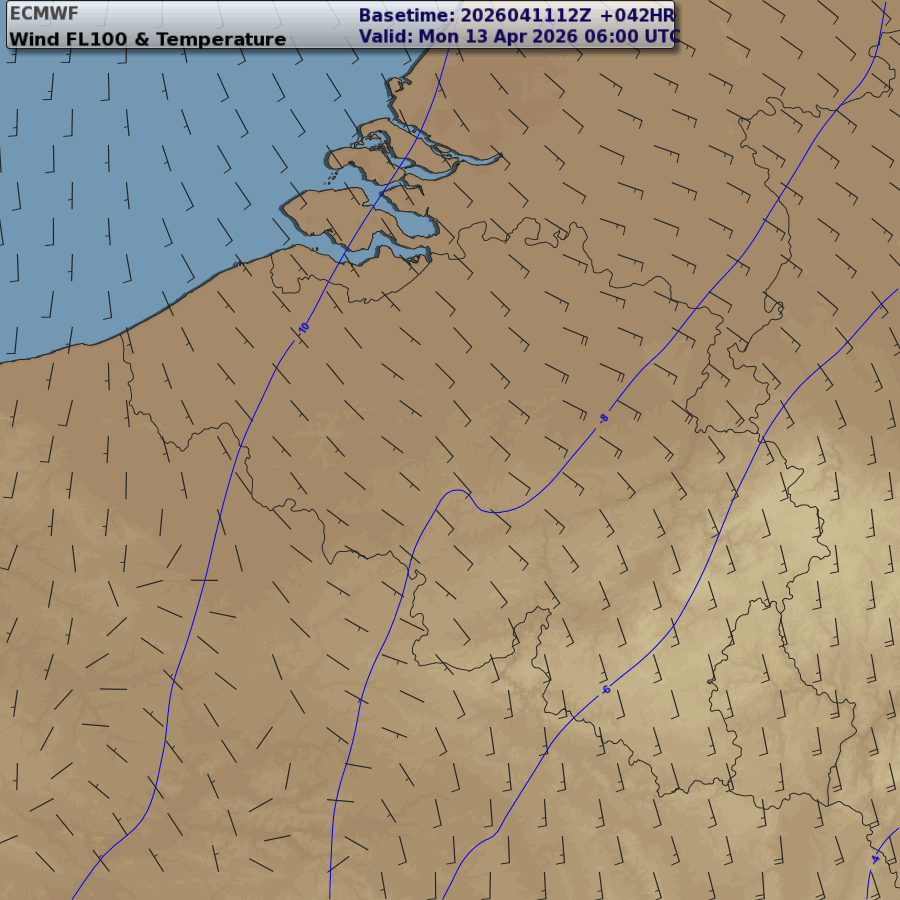 ECMWF
Wind FL100 & Temperature
Basetime: 2026041112Z +042HR
Valid: Mon 13 Apr 2026 06:00 UTC
-10
-8
-6
-4